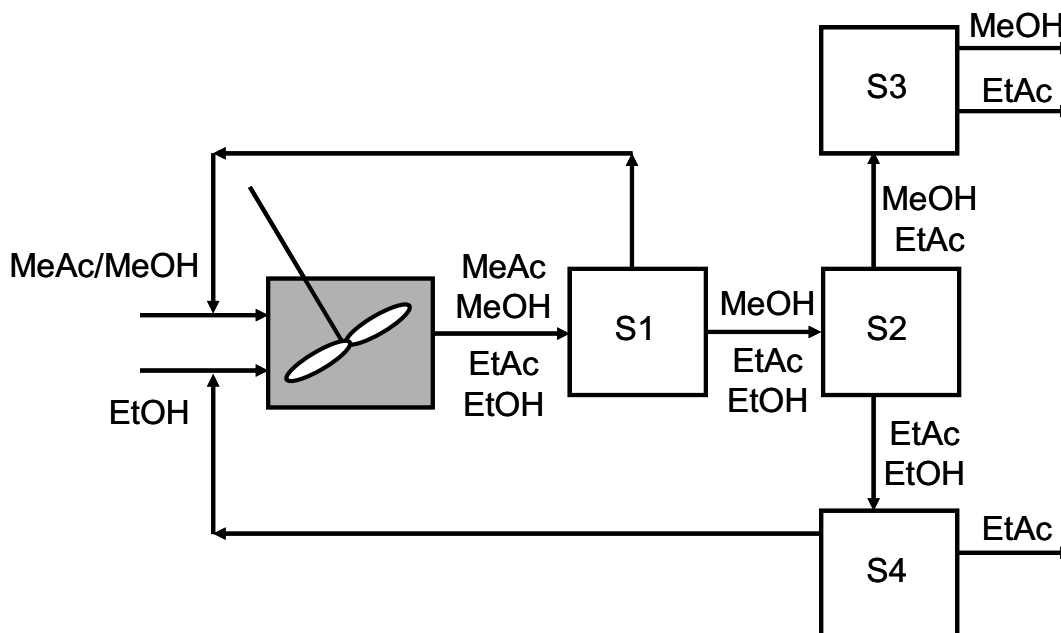 MeOH
S3
EtAc
MeOH
EtAc
MeAc/MeOH
MeAc
MeOH
EtAc
EtOH
S1
MeOH
EtAc
EtOH
S2
EtOH
EtAc
EtOH
S4
EtAc